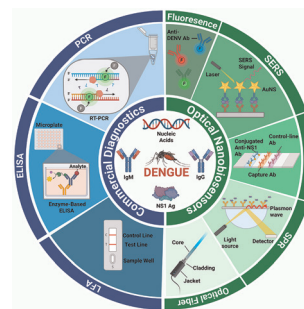 PCR
Fluoresence
SERS
SPR
Optical Fiber
LFA
ELISA
Commercial Diagnostics
Optical Nanobiosensors
RT-PCR
Anti-
DENV Ab
Laser
SERS
Signal
AuNS
Microplate
Analyte
Enzyme-Based
ELISA
Nucleic
Acids
IgM
DENGUE
IgG
NS1 Ag
Control-line
Ab
Conjugated
Anti-NS1
Ab
Capture Ab
Plasmon
wave
Light
source
Detector
Control Line
Test Line
Sample Well
Core
Cladding
Jacket